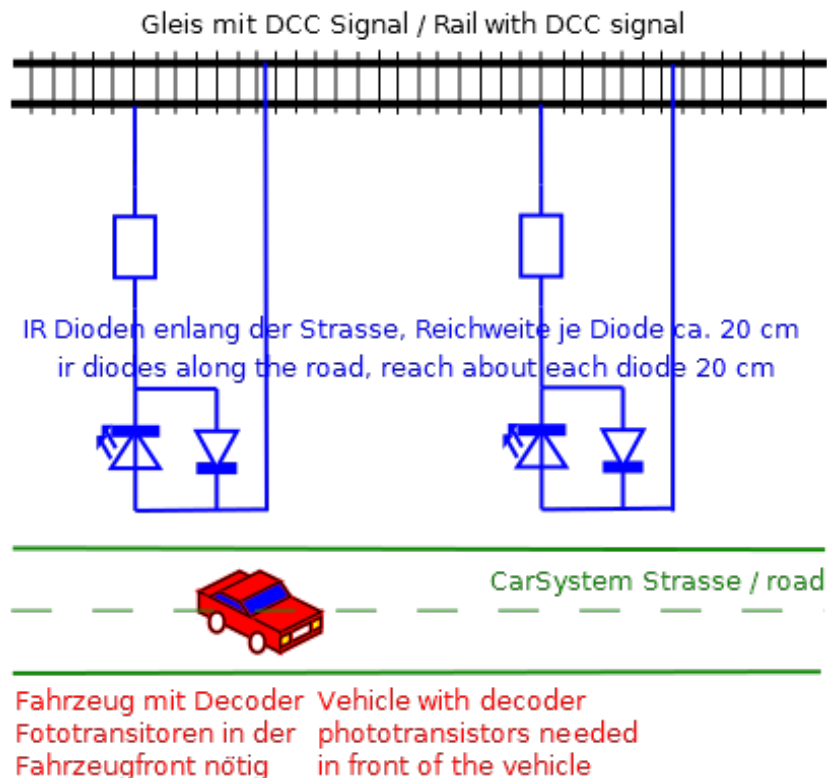 Gleis mit DCC Signal / Rail with DCC signal
IR Dioden enlang der Strasse, Reichweite je Diode ca. 20 cm
ir diodes along the road, reach about each diode 20 cm
CarSystem Strasse / road
Fahrzeug mit Decoder
Fototransitoren in der
Fahrzeugfront nötig
Vehicle with decoder
phototransistors needed
in front of the vehicle